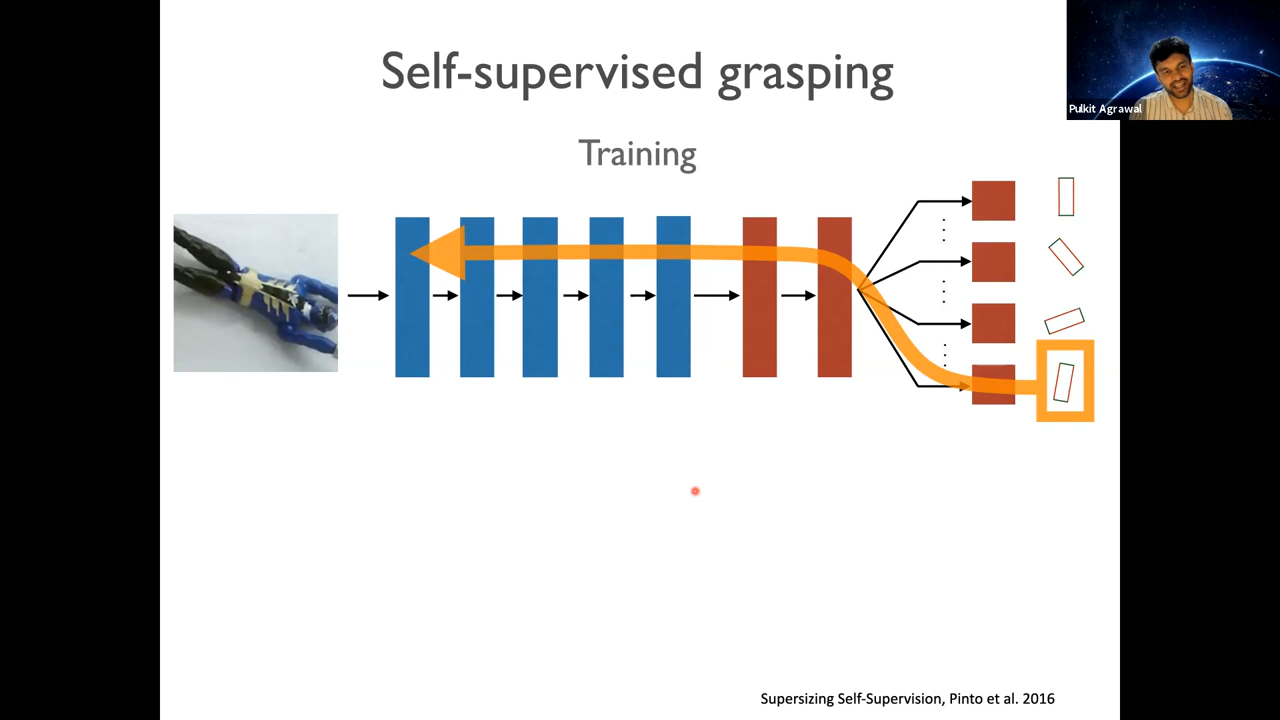 Self-supervised grasping
Pulkit Agrawal
Training
Supersizing Self-Supervision, Pinto et al. 2016